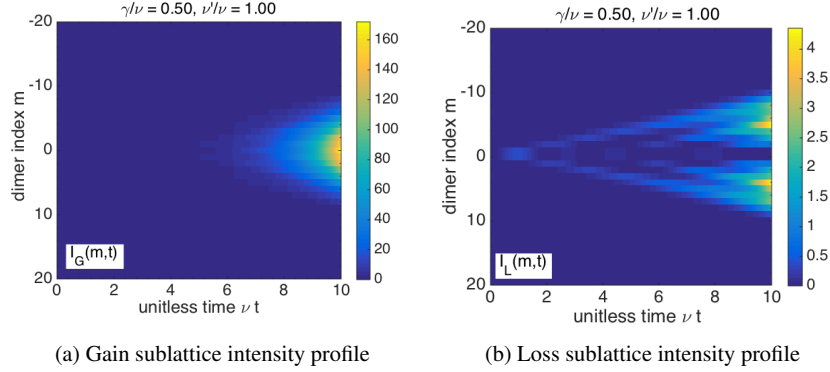 γ/ν = 0.50, ν'/ν = 1.00
-20
-10
0
10
20
dimer index m
I_G(m,t)
0 2 4 6 8 10
unitless time ν t
160
140
120
100
80
60
40
20
0
(a) Gain sublattice intensity profile
γ/ν = 0.50, ν'/ν = 1.00
-20
-10
0
10
20
dimer index m
I_L(m,t)
0 2 4 6 8 10
unitless time ν t
4
3.5
3
2.5
2
1.5
1
0.5
0
(b) Loss sublattice intensity profile